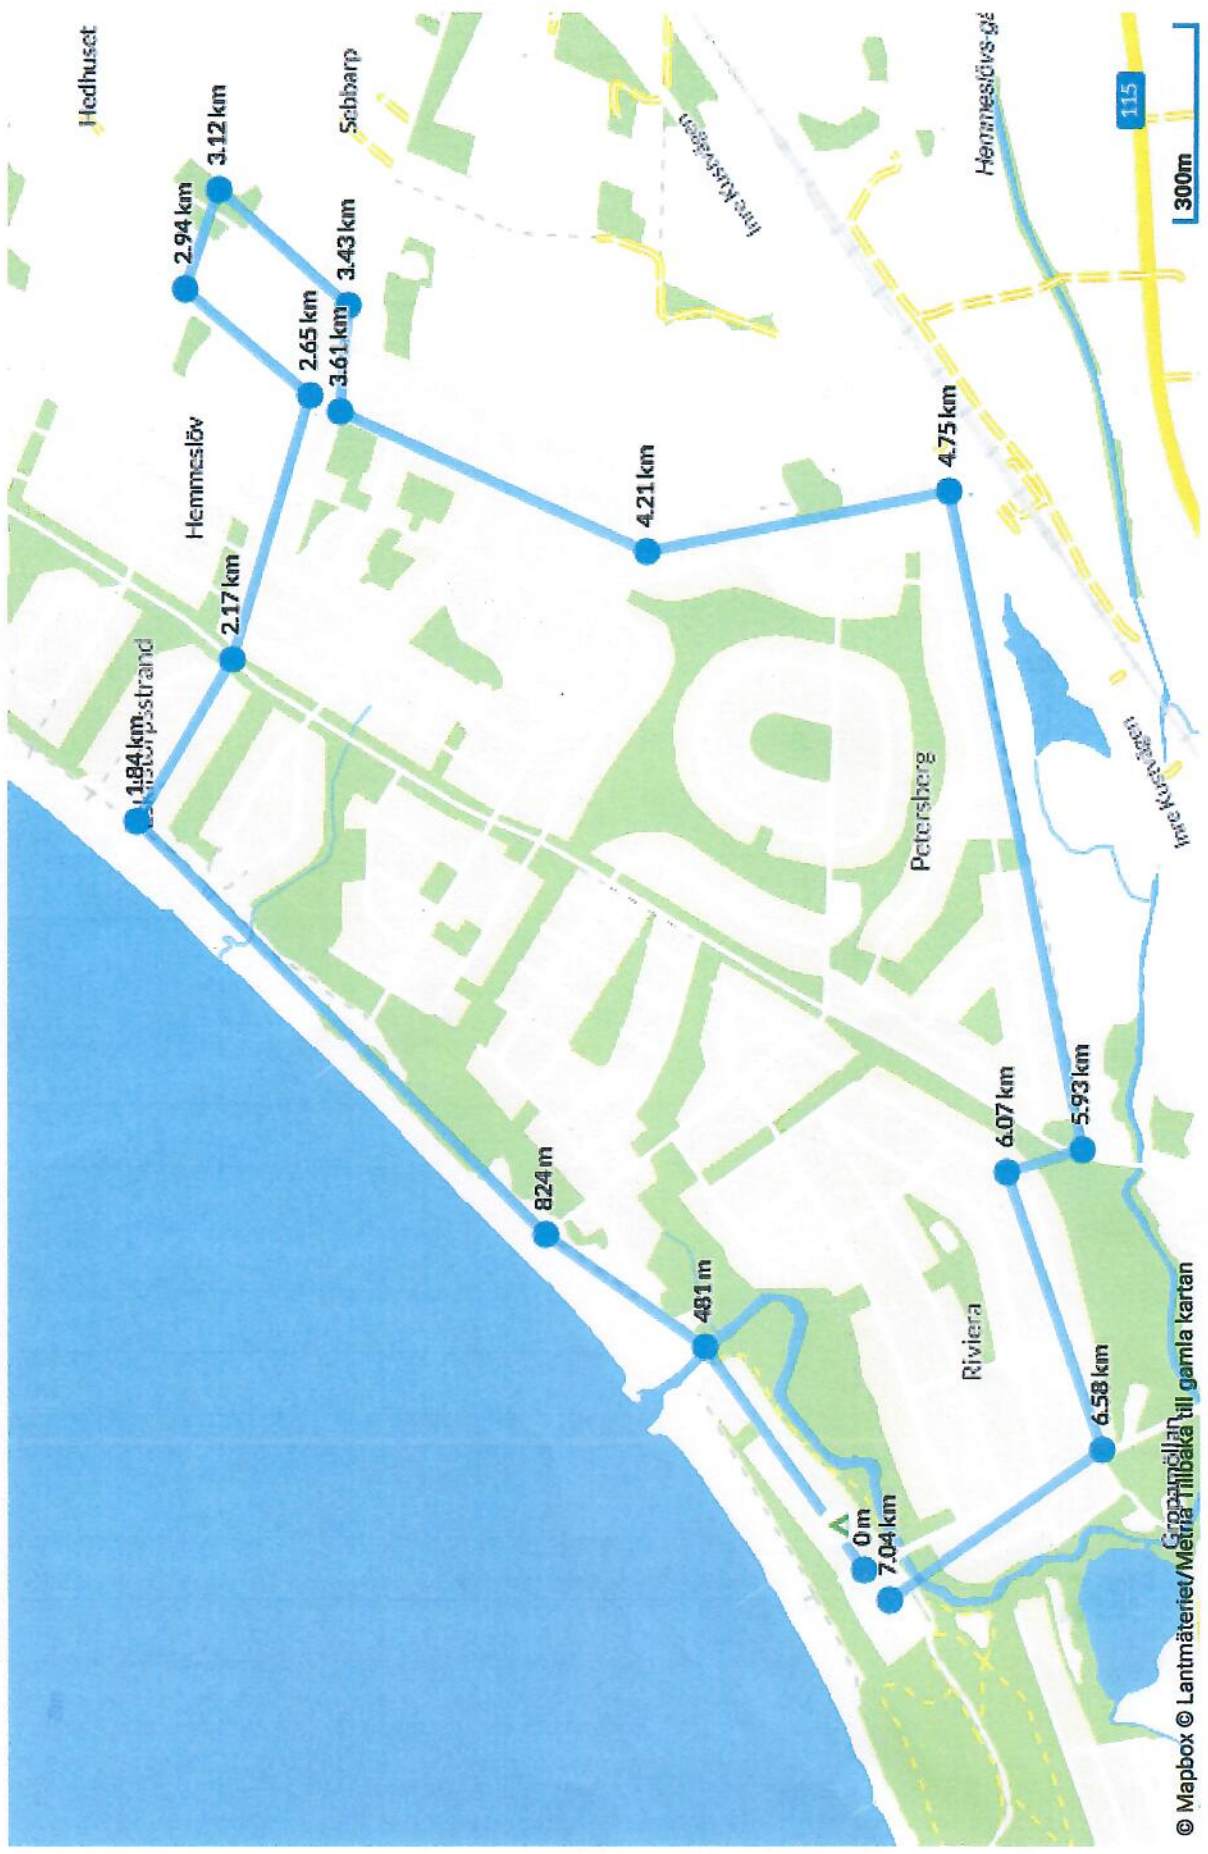 Hedhuset
3.12 km
Sebbarp
2.94 km
3.43 km
Hemmeslövs-gå
115
300m
Inre Kustvägen
2.65 km
3.61 km
Hemmeslöv
4.75 km
4.21 km
2.17 km
1.84 km
Petersberg
Inre Kustvägen
6.07 km
5.93 km
824 m
481 m
Riviera
6.58 km
0 m
7.04 km
© Mapbox © Lantmäteriet/Metria Tillbaka till gamla kartan